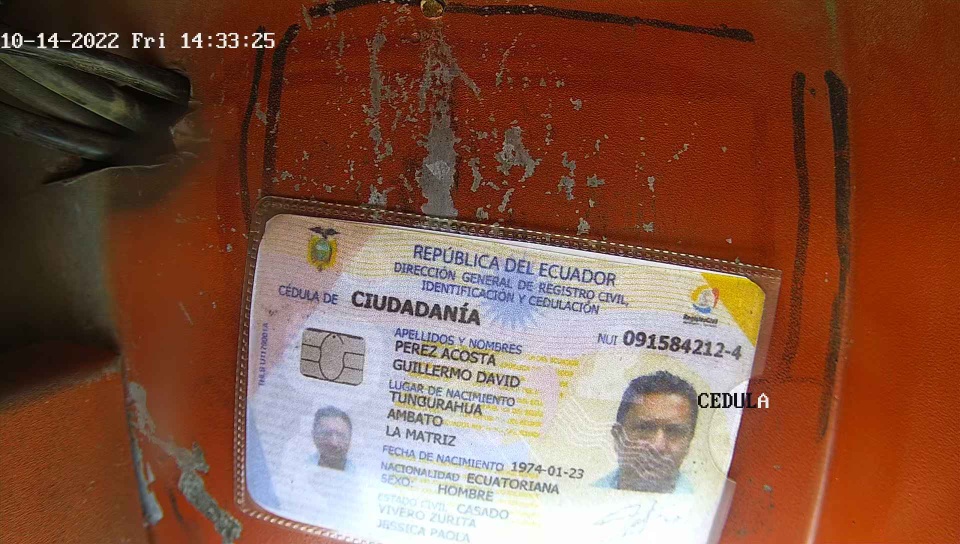 10-14-2022 Fri 14:33:25
REPÚBLICA DEL ECUADOR
DIRECCIÓN GENERAL DE REGISTRO CIVIL,
IDENTIFICACIÓN Y CEDULACIÓN
CÉDULA DE CIUDADANÍA
NUI 091584212-4
APELLIDOS Y NOMBRES
PEREZ ACOSTA
GUILLERMO DAVID
LUGAR DE NACIMIENTO
TUNGURAHUA
AMBATO
LA MATRIZ
FECHA DE NACIMIENTO 1974-01-23
NACIONALIDAD ECUATORIANA
SEXO: HOMBRE
ESTADO CIVIL CASADO
VIVERO ZURITA
JESSICA PAOLA
CEDULA